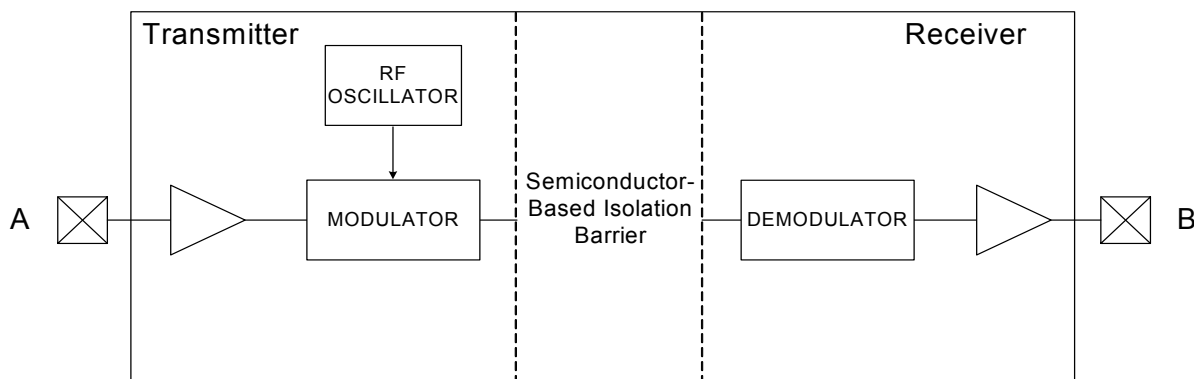 Transmitter
Receiver
RF
OSCILLATOR
A
MODULATOR
Semiconductor-
Based Isolation
Barrier
DEMODULATOR
B